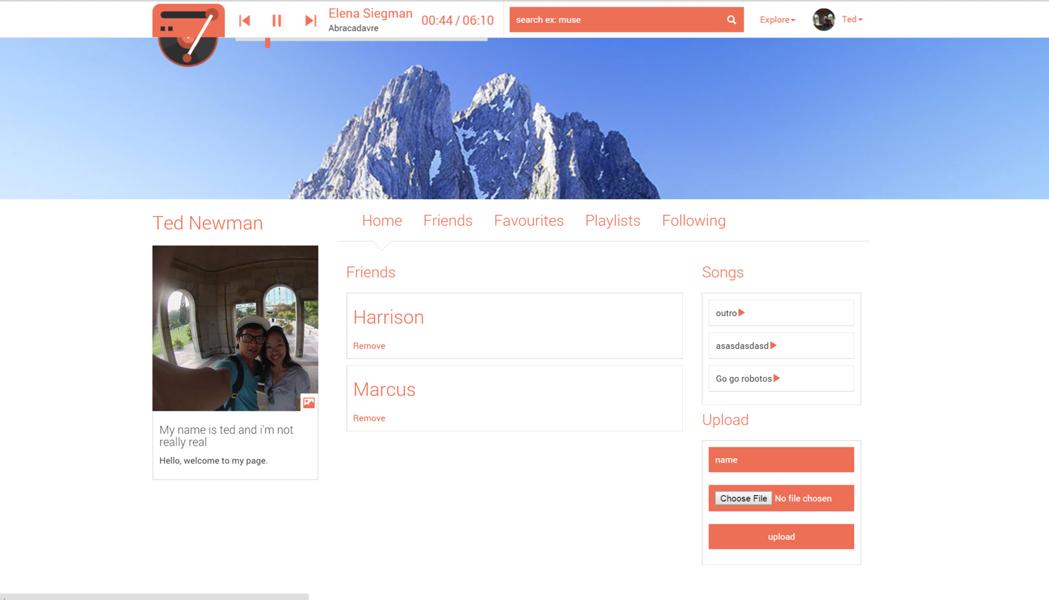 Elena Siegman
Abracadavre
00:44 / 06:10
search ex: muse
Explore
Ted
Ted Newman
Home Friends Favourites Playlists Following
My name is ted and i'm not
really real
Hello, welcome to my page.
Friends
Harrison
Remove
Marcus
Remove
Songs
outro
asasdasdasd
Go go robotos
Upload
name
Choose File No file chosen
upload